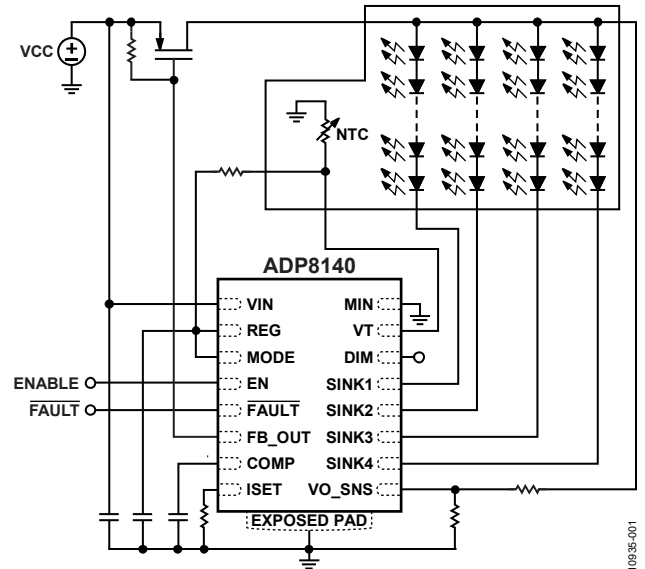 VCC
+
NTC
ADP8140
VIN
MIN
REG
VT
MODE
DIM
ENABLE
EN
SINK1
FAULT
FAULT
SINK2
FB_OUT
SINK3
COMP
SINK4
ISET
VO_SNS
EXPOSED PAD
10935-001